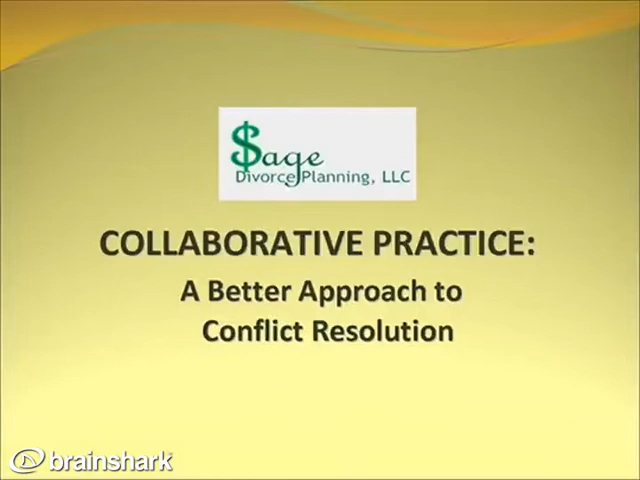 $age
Divorce Planning, LLC
COLLABORATIVE PRACTICE:
A Better Approach to
Conflict Resolution
brainshark